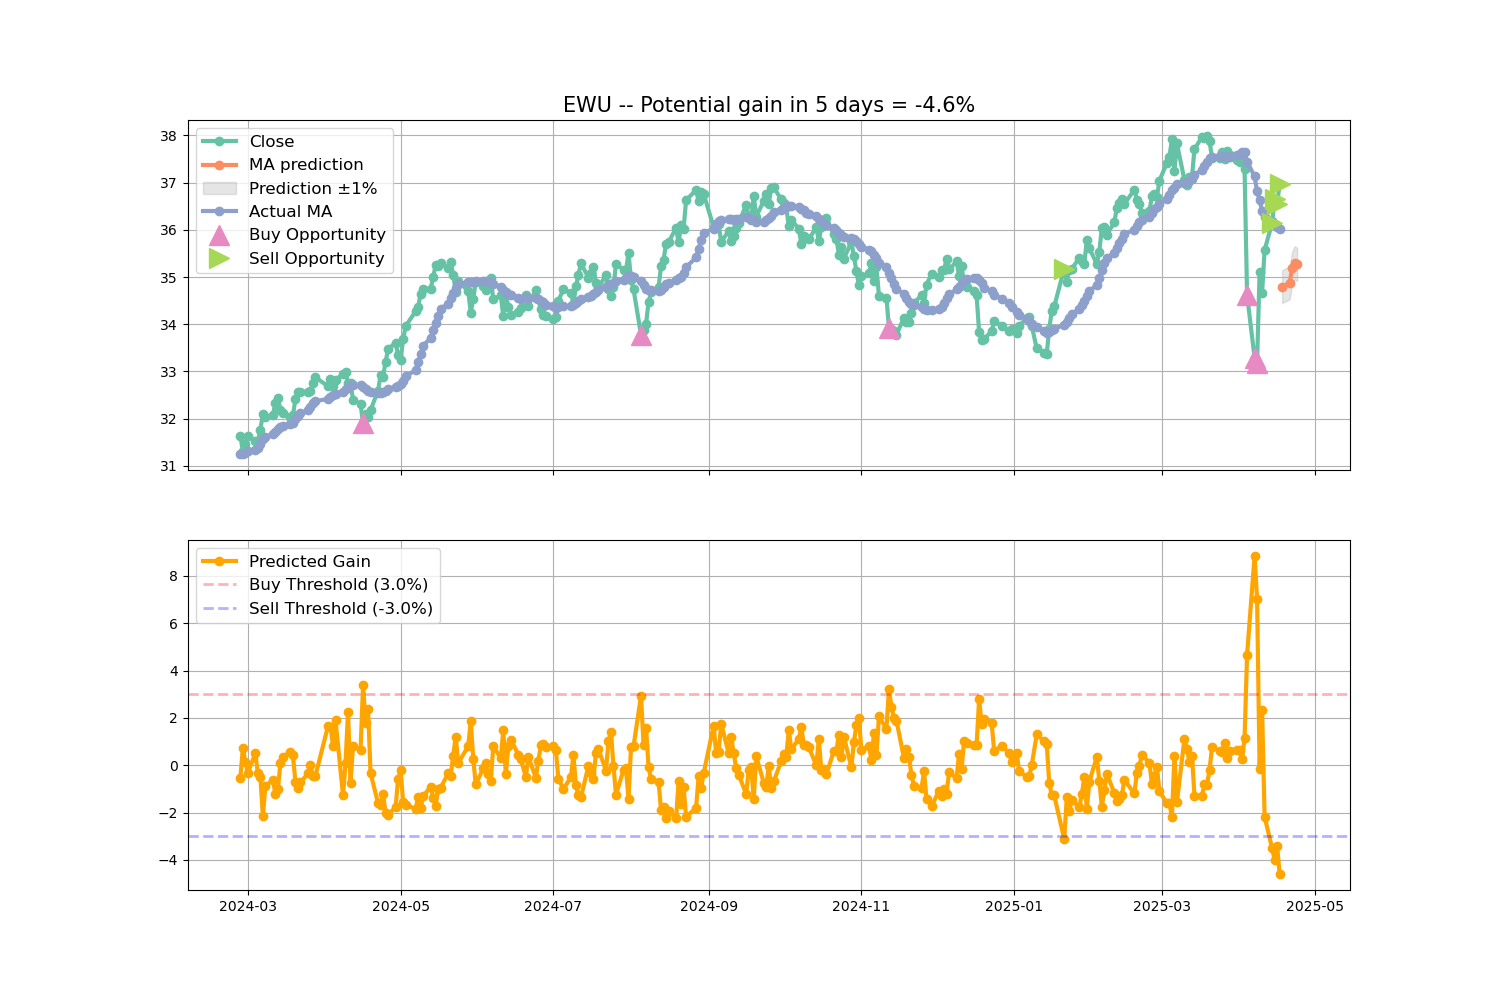 EWU -- Potential gain in 5 days = -4.6%
38
37
36
35
34
33
32
31
Close
MA prediction
Prediction ±1%
Actual MA
Buy Opportunity
Sell Opportunity
8
6
4
2
0
−2
−4
Predicted Gain
Buy Threshold (3.0%)
Sell Threshold (-3.0%)
2024-03 2024-05 2024-07 2024-09 2024-11 2025-01 2025-03 2025-05